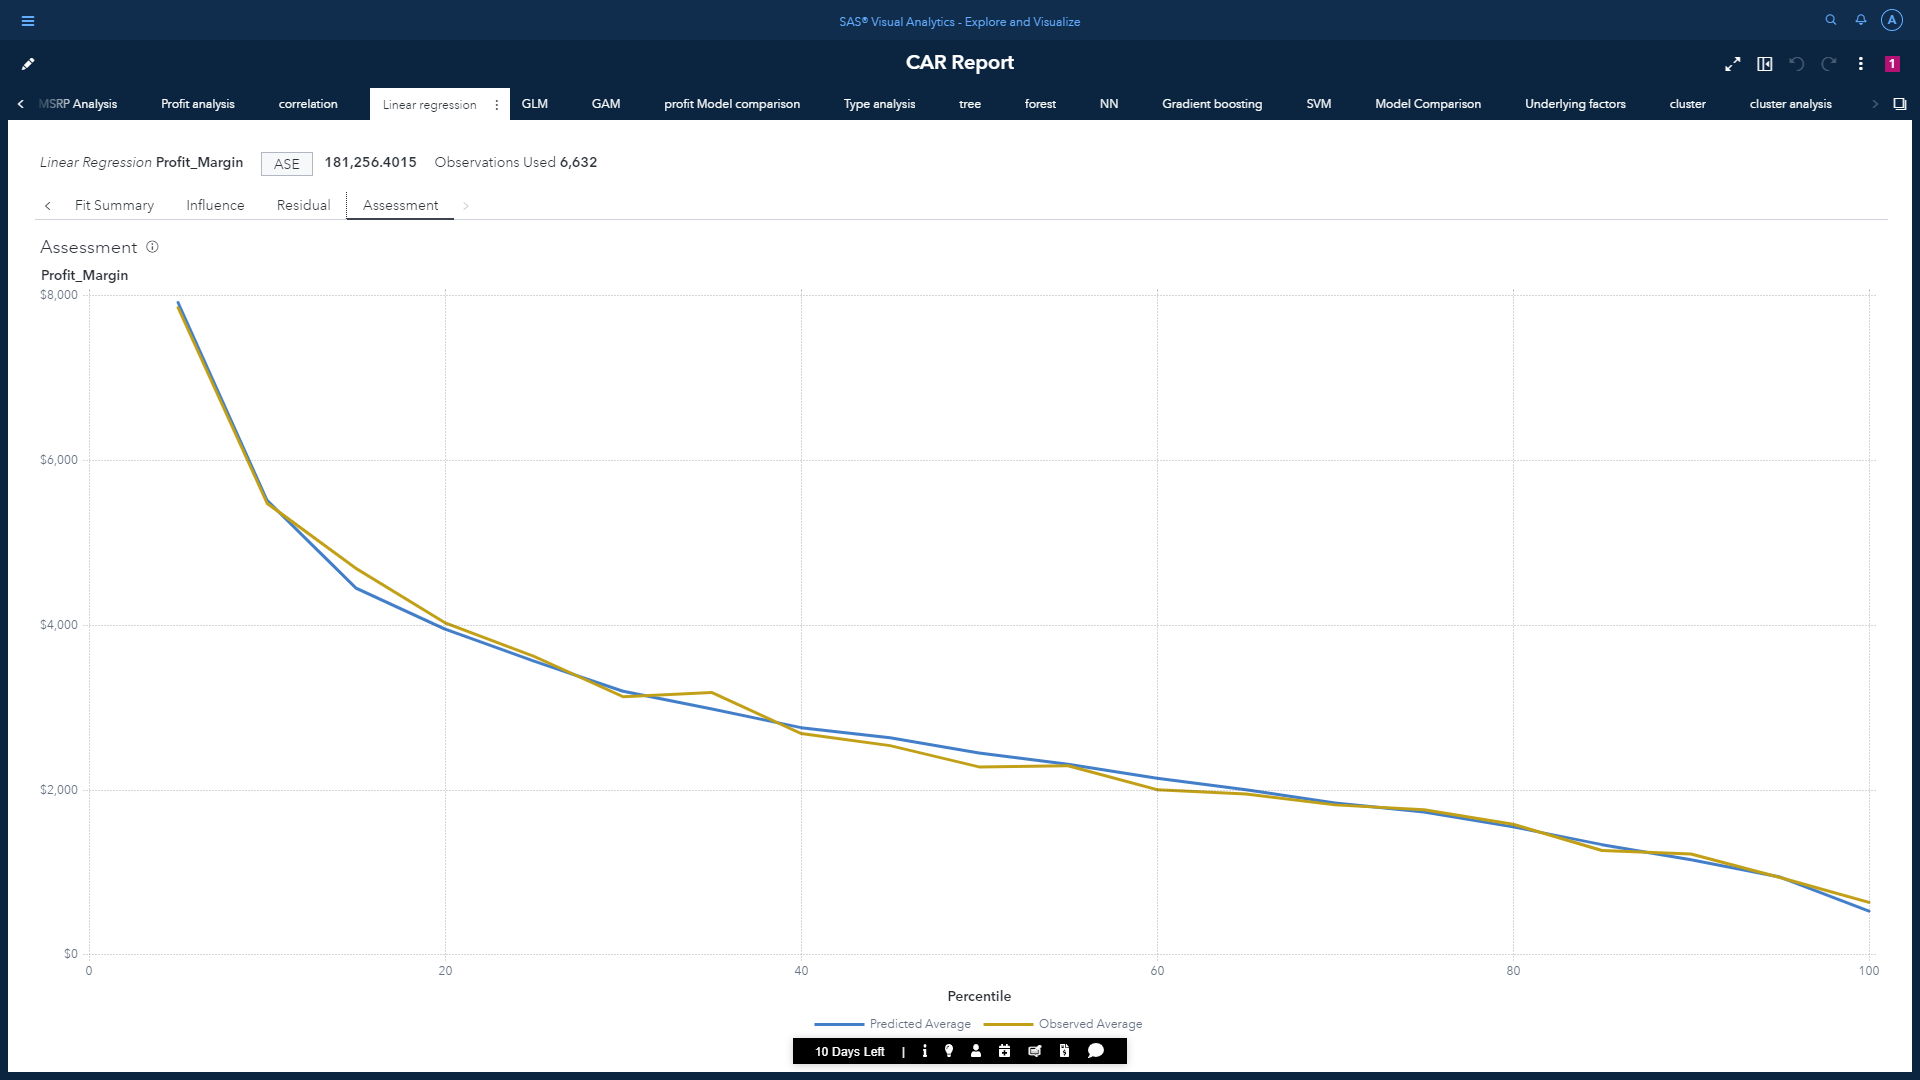 SAS® Visual Analytics - Explore and Visualize
A
CAR Report
1
MSRP Analysis Profit analysis correlation Linear regression GLM GAM profit Model comparison Type analysis tree forest NN Gradient boosting SVM Model Comparison Underlying factors cluster cluster analysis
Linear Regression Profit_Margin ASE 181,256.4015 Observations Used 6,632
Fit Summary Influence Residual Assessment
Assessment
Profit_Margin
$8,000
$6,000
$4,000
$2,000
$0
0 20 40 60 80 100
Percentile
Predicted Average Observed Average
10 Days Left |